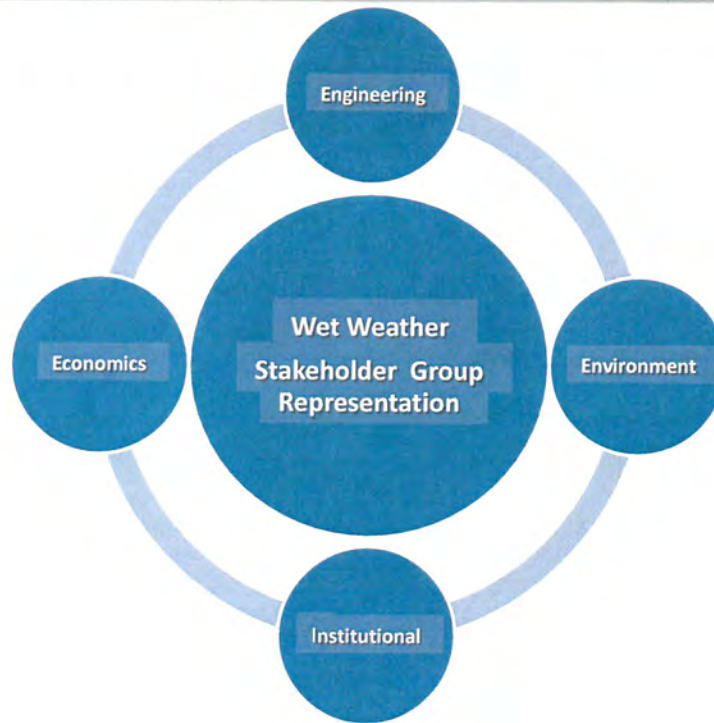 Engineering
Wet Weather
Stakeholder Group
Representation
Economics
Environment
Institutional